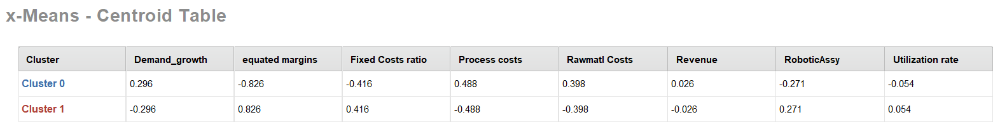 x-Means - Centroid Table
Cluster Demand_growth equated margins Fixed Costs ratio Process costs Rawmatl Costs Revenue RoboticAssy Utilization rate
Cluster 0 0.296 -0.826 -0.416 0.488 0.398 0.026 -0.271 -0.054
Cluster 1 -0.296 0.826 0.416 -0.488 -0.398 -0.026 0.271 0.054